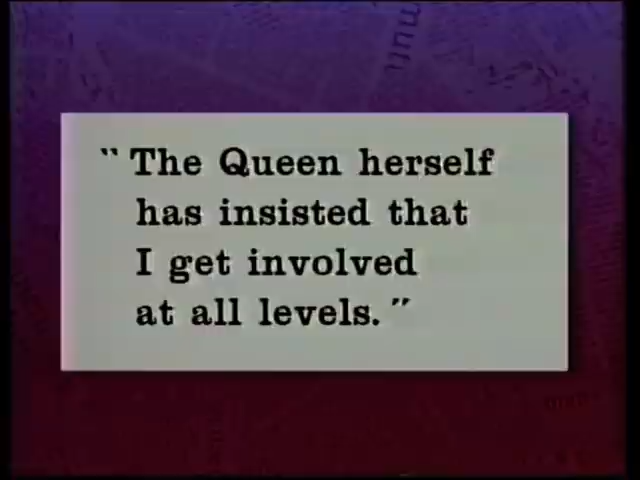 “The Queen herself
has insisted that
I get involved
at all levels.”